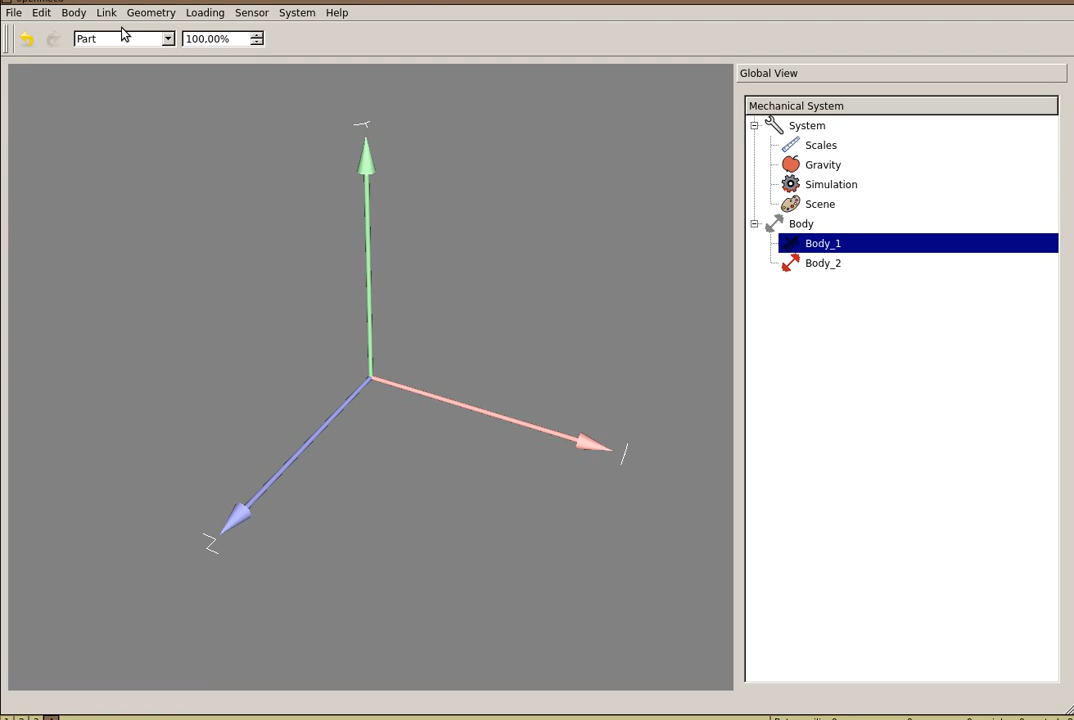 File Edit Body Link Geometry Loading Sensor System Help
Part 100,00%
Global View
Mechanical System
System
Scales
Gravity
Simulation
Scene
Body
Body_1
Body_2
Z